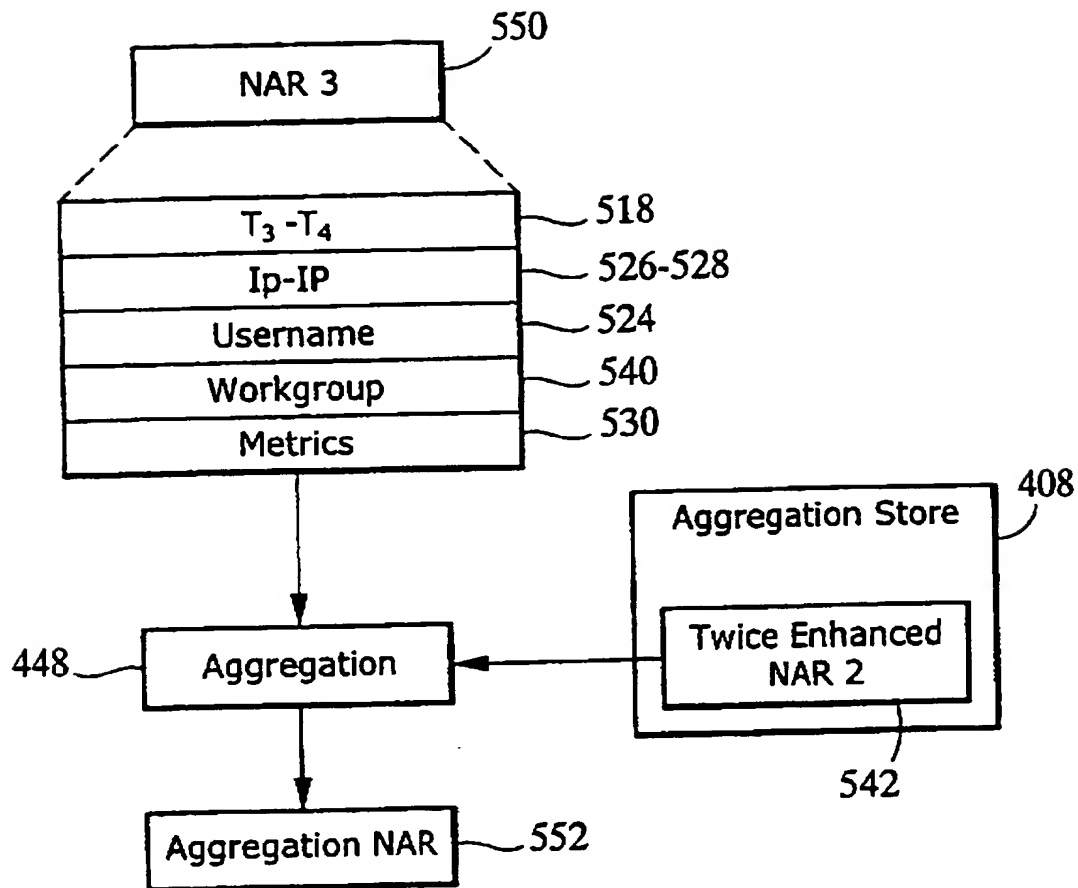 550
NAR 3
T₃ -T₄
518
Ip-IP
526-528
Username
524
Workgroup
540
Metrics
530
408
Aggregation Store
Twice Enhanced
NAR 2
448
Aggregation
542
Aggregation NAR
552